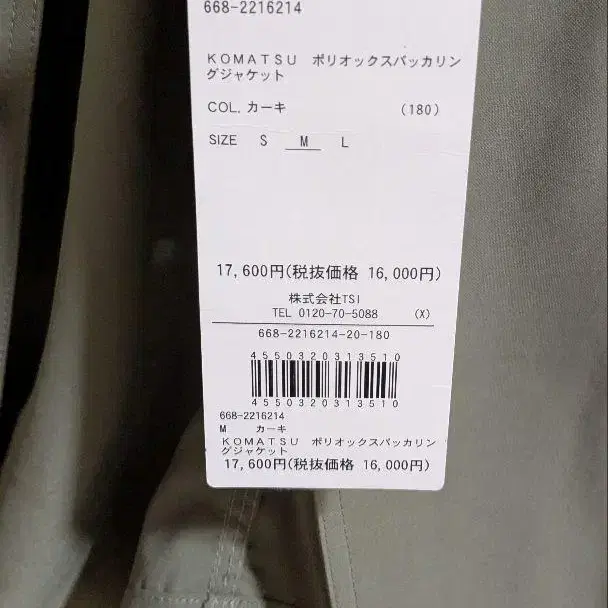 668-2216214
KOMATSU ポリオックスパッカリン
グジャケット
COL. カーキ (180)
SIZE S M L
17,600円(税抜価格 16,000円)
株式会社TSI
TEL 0120-70-5088 (X)
668-2216214-20-180
4550320313510
4550320313510
668-2216214
M カーキ
KOMATSU ポリオックスパッカリン
グジャケット
17,600円(税抜価格 16,000円)